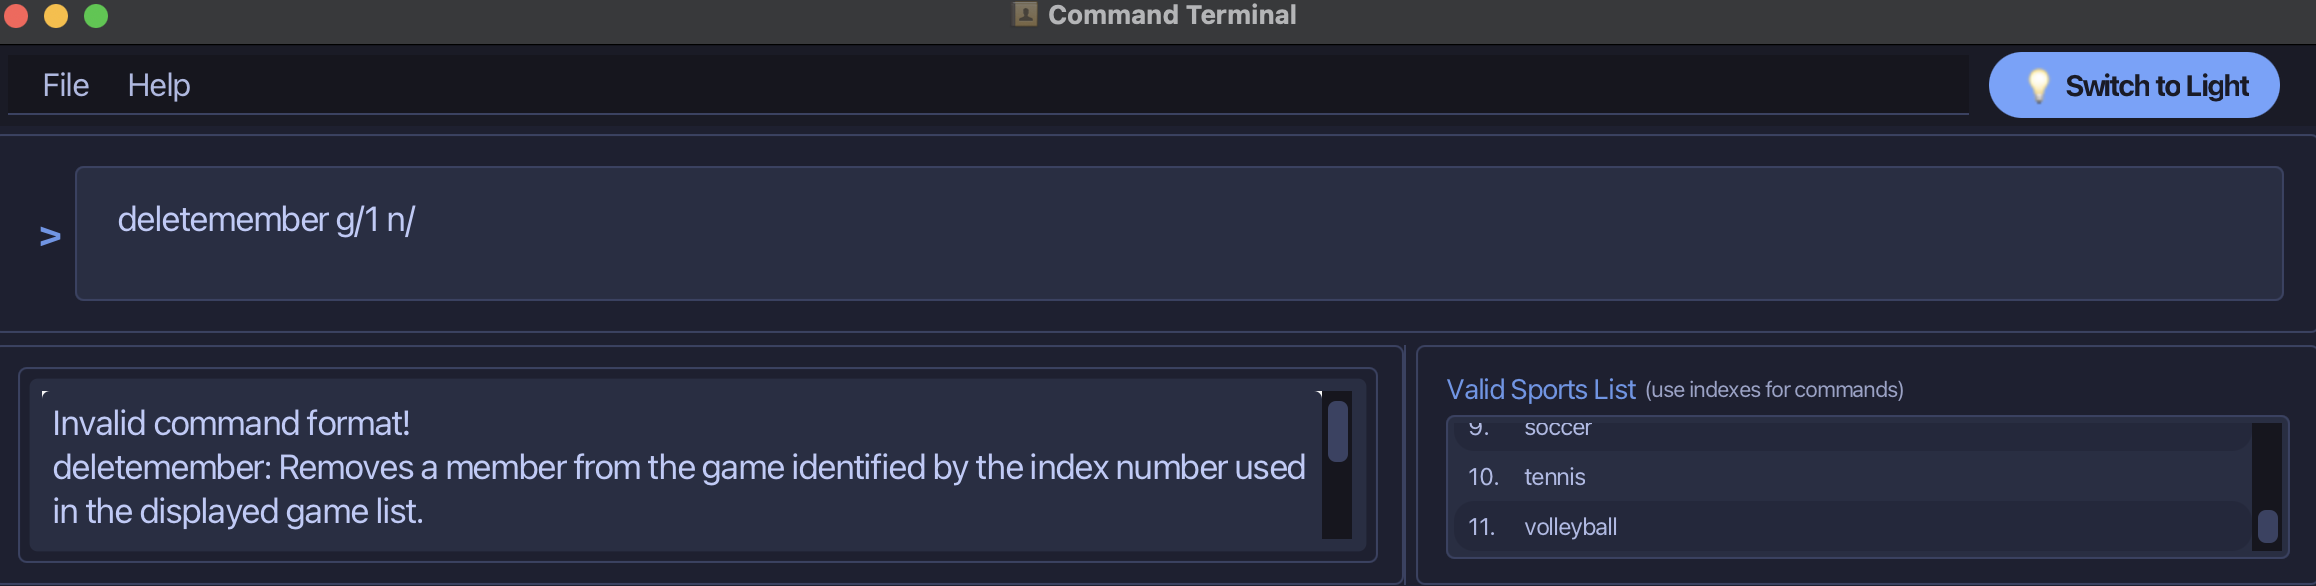 Command Terminal
File Help
Switch to Light
> deletemember g/1 n/
Invalid command format!
deletemember: Removes a member from the game identified by the index number used
in the displayed game list.
Valid Sports List (use indexes for commands)
9. soccer
10. tennis
11. volleyball